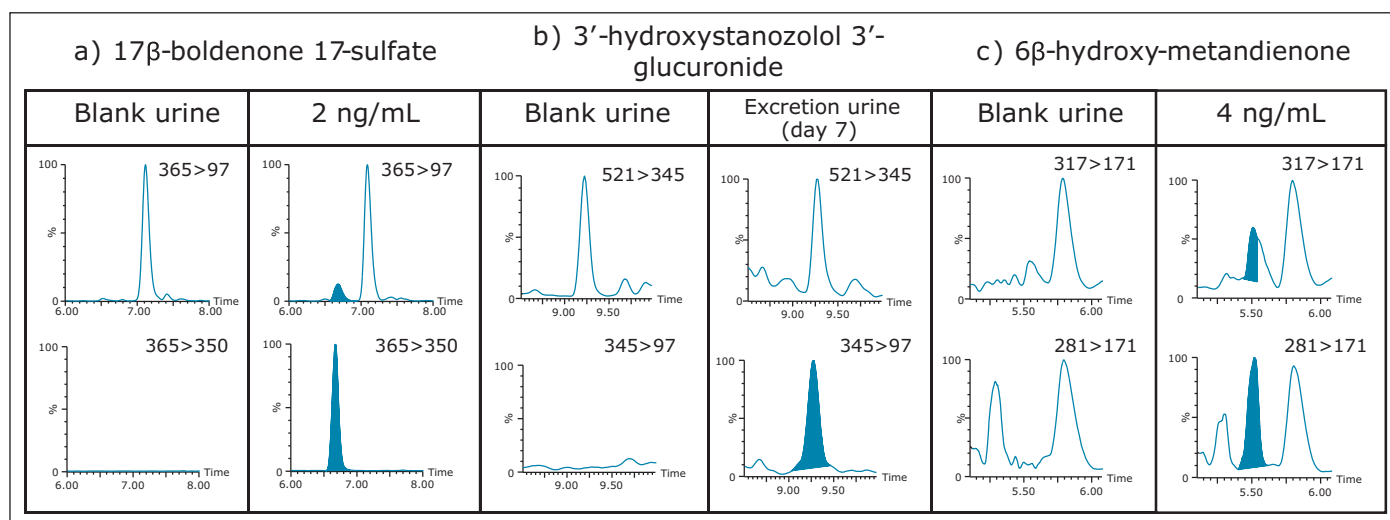 a) 17β-boldenone 17-sulfate
b) 3′-hydroxystanozolol 3′-
glucuronide
c) 6β-hydroxy-metandienone
Blank urine
2 ng/mL
Blank urine
Excretion urine
(day 7)
Blank urine
4 ng/mL
365>97
100
%
0
6.00 7.00 8.00
Time
365>97
100
%
0
6.00 7.00 8.00
Time
521>345
100
%
0
9.00 9.50
Time
521>345
100
%
0
9.00 9.50
Time
317>171
100
%
0
5.50 6.00
Time
317>171
100
%
0
5.50 6.00
Time
365>350
100
%
0
6.00 7.00 8.00
Time
365>350
100
%
0
6.00 7.00 8.00
Time
345>97
100
%
0
9.00 9.50
Time
345>97
100
%
0
9.00 9.50
Time
281>171
100
%
0
5.50 6.00
Time
281>171
100
%
0
5.50 6.00
Time